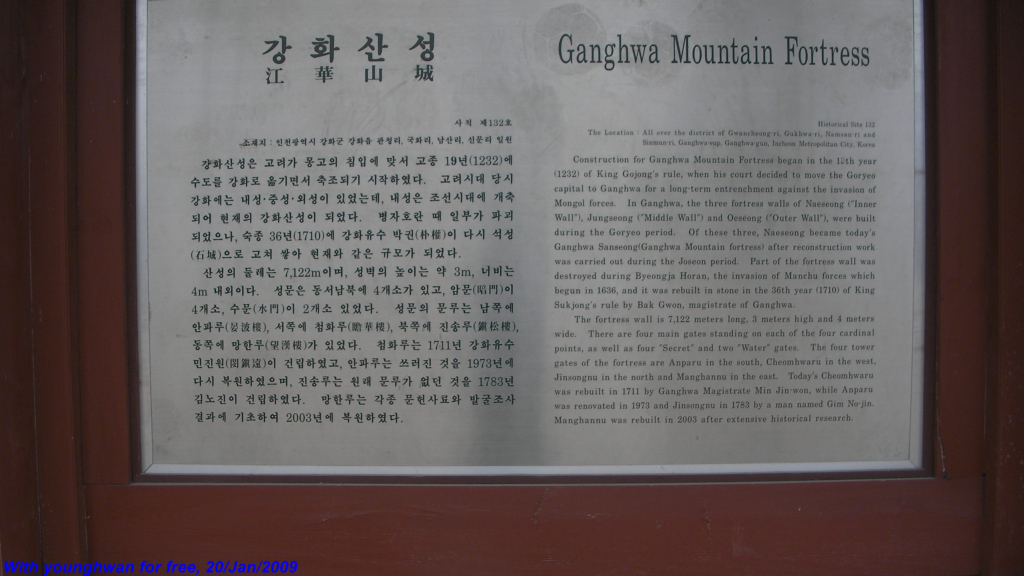 강화산성
江華山城
사적 제132호
소재지 : 인천광역시 강화군 강화읍 관청리, 국화리, 남산리, 신문리 일원
강화산성은 고려가 몽고의 침입에 맞서 고종 19년(1232)에
수도를 강화로 옮기면서 축조되기 시작하였다. 고려시대 당시
강화에는 내성·중성·외성이 있었는데, 내성은 조선시대에 개축
되어 현재의 강화산성이 되었다. 병자호란 때 일부가 파괴
되었으나, 숙종 36년(1710)에 강화유수 박권(朴權)이 다시 석성
(石城)으로 고쳐 쌓아 현재와 같은 규모가 되었다.
산성의 둘레는 7,122m이며, 성벽의 높이는 약 3m, 너비는
4m 내외이다. 성문은 동서남북에 4개소가 있고, 암문(暗門)이
4개소, 수문(水門)이 2개소 있었다. 성문의 문루는 남쪽에
안파루(晏波樓), 서쪽에 첨화루(瞻華樓), 북쪽에 진송루(鎭松樓),
동쪽에 망한루(望漢樓)가 있었다. 첨화루는 1711년 강화유수
민진원(閔鎭遠)이 건립하였고, 안파루는 쓰러진 것을 1973년에
다시 복원하였으며, 진송루는 원래 문루가 없던 것을 1783년
김노진이 건립하였다. 망한루는 각종 문헌사료와 발굴조사
결과에 기초하여 2003년에 복원하였다.
Ganghwa Mountain Fortress
Historical Site 132
The Location : All over the district of Gwancheong-ri, Gukhwa-ri, Namsan-ri and
Sinmun-ri, Ganghwa-eup, Ganghwa-gun, Incheon Metropolitan City, Korea
Construction for Ganghwa Mountain Fortress began in the 19th year
(1232) of King Gojong's rule, when his court decided to move the Goryeo
capital to Ganghwa for a long-term entrenchment against the invasion of
Mongol forces. In Ganghwa, the three fortress walls of Naeseong ("Inner
Wall"), Jungseong ("Middle Wall") and Oeseong ("Outer Wall"), were built
during the Goryeo period. Of these three, Naeseong became today's
Ganghwa Sanseong(Ganghwa Mountain fortress) after reconstruction work
was carried out during the Joseon period. Part of the fortress wall was
destroyed during Byeongja Horan, the invasion of Manchu forces which
begun in 1636, and it was rebuilt in stone in the 36th year (1710) of King
Sukjong's rule by Bak Gwon, magistrate of Ganghwa.
The fortress wall is 7,122 meters long, 3 meters high and 4 meters
wide. There are four main gates standing on each of the four cardinal
points, as well as four "Secret" and two "Water" gates. The four tower
gates of the fortress are Anparu in the south, Cheomhwaru in the west,
Jinsongnu in the north and Manghannu in the east. Today's Cheomhwaru
was rebuilt in 1711 by Ganghwa Magistrate Min Jin-won, while Anparu
was renovated in 1973 and Jinsongnu in 1783 by a man named Gim No-jin.
Manghannu was rebuilt in 2003 after extensive historical research.
With younghwan for free, 20/Jan/2009